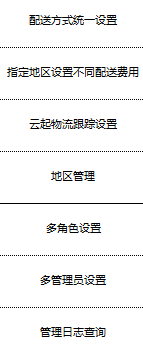 配送方式统一设置
指定地区设置不同配送费用
云起物流跟踪设置
地区管理
多角色设置
多管理员设置
管理日志查询